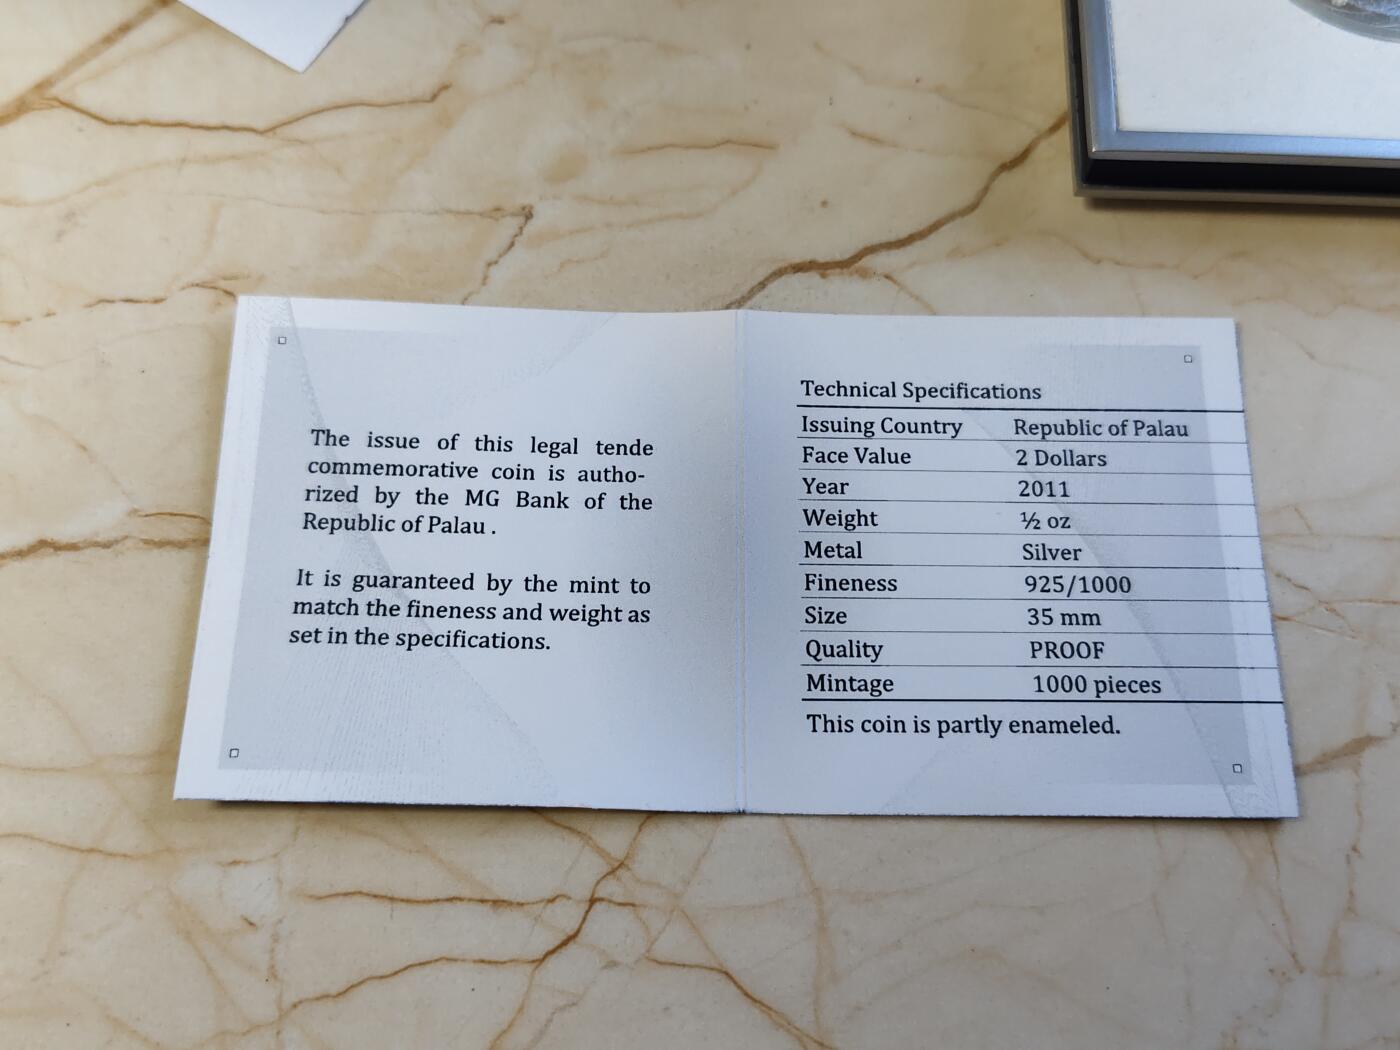 The issue of this legal tende
commemorative coin is autho-
rized by the MG Bank of the
Republic of Palau .
It is guaranteed by the mint to
match the fineness and weight as
set in the specifications.
Technical Specifications
Issuing Country Republic of Palau
Face Value 2 Dollars
Year 2011
Weight ½ oz
Metal Silver
Fineness 925/1000
Size 35 mm
Quality PROOF
Mintage 1000 pieces
This coin is partly enameled.